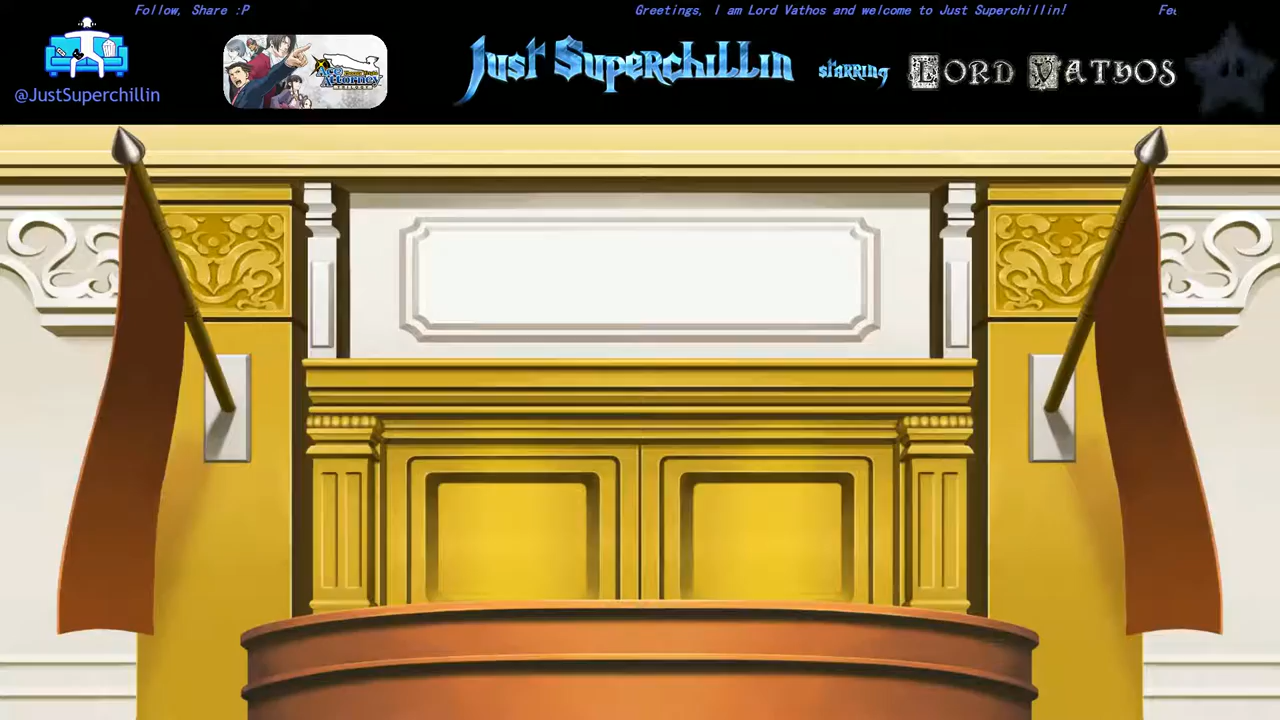 Follow, Share :P
Greetings, I am Lord Vathos and welcome to Just Superchillin!
@JustSuperchillin
Ace Attorney
TRILOGY
Just Superchillin
starring
Lord Vathos